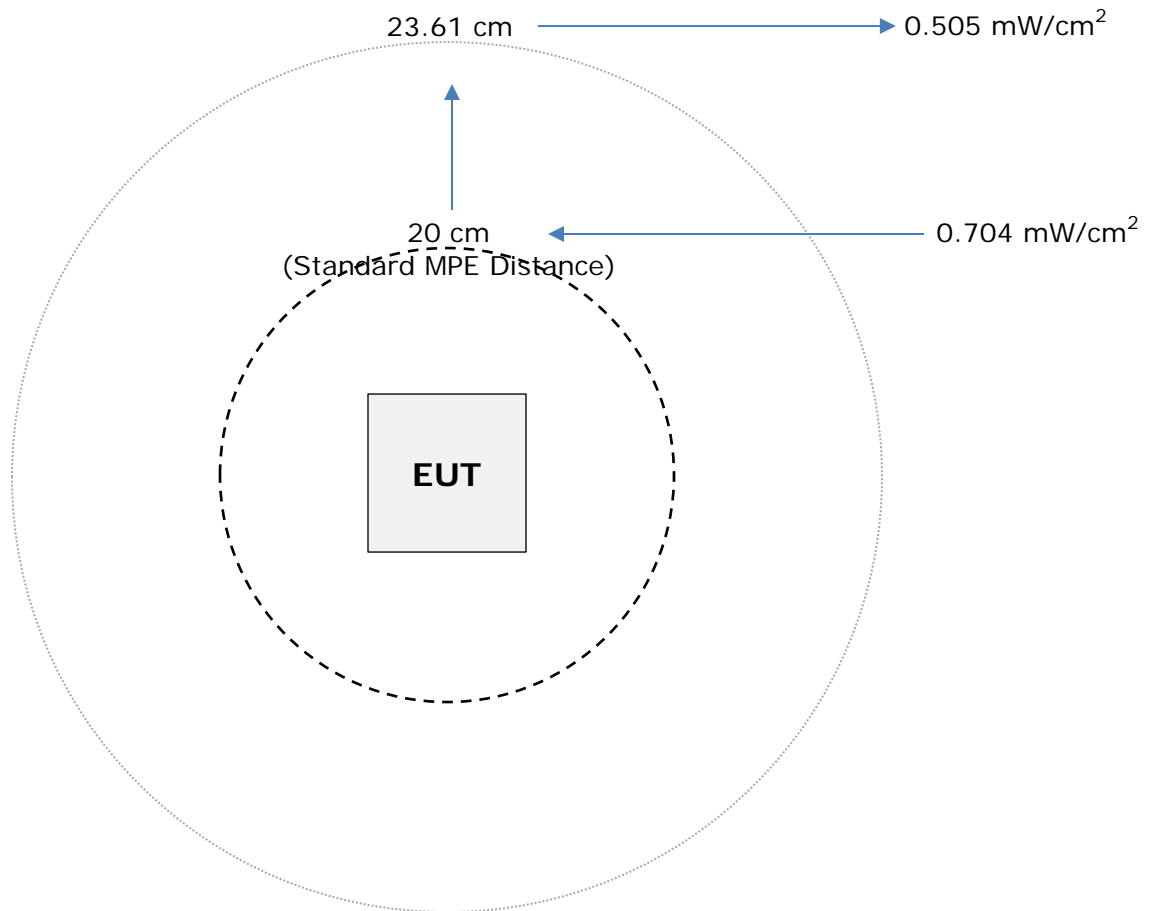 23.61 cm 0.505 mW/cm²
20 cm 0.704 mW/cm²
(Standard MPE Distance)
EUT